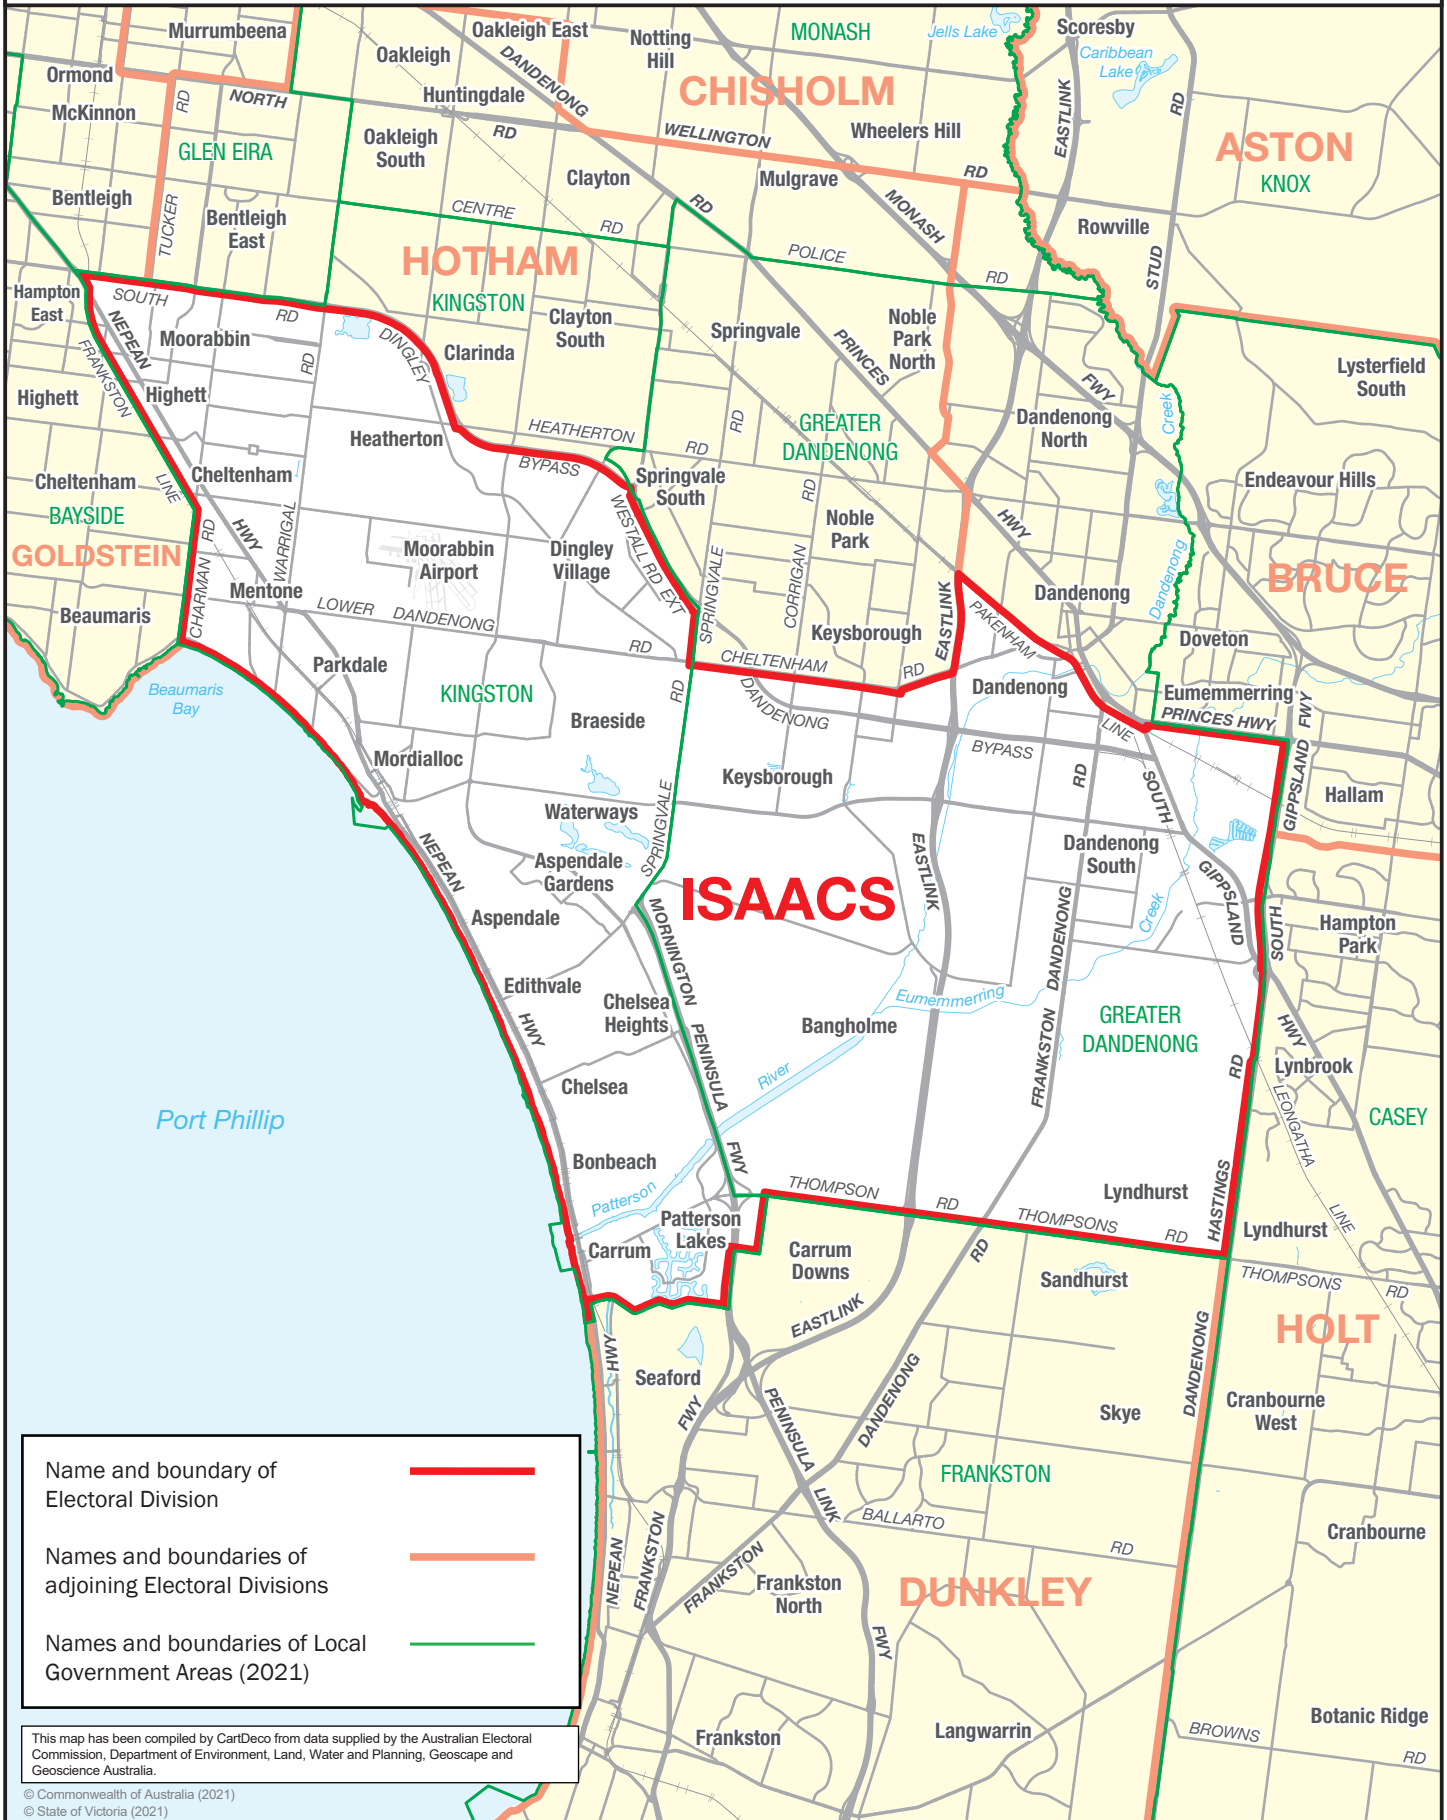 Murrumbeena
Oakleigh East
Notting
Hill
MONASH
Jells Lake
Scoresby
Caribbean
Lake
Oakleigh
Ormond
DANDENONG
CHISHOLM
EASTLINK
RD
McKinnon
RD
NORTH
Huntingdale
RD
WELLINGTON
Wheelers Hill
RD
ASTON
KNOX
GLEN EIRA
Oakleigh
South
Clayton
Mulgrave
Bentleigh
TUCKER
Bentleigh
East
CENTRE
RD
RD
MONASH
Rowville
STUD
HOTHAM
KINGSTON
POLICE
RD
Hampton
East
SOUTH
RD
NEPEAN
Moorabbin
RD
DINGLEY
Clarinda
Clayton
South
Springvale
PRINCES
Noble
Park
North
FWY
Lysterfield
South
FRANKSTON
Highett
Highett
Heatherton
HEATHERTON
RD
RD
GREATER
DANDENONG
Dandenong
North
Creek
Cheltenham
BAYSIDE
LINE
Cheltenham
BYPASS
Springvale
South
RD
Endeavour Hills
GOLDSTEIN
RD
HWY
WARRIGAL
Moorabbin
Airport
Dingley
Village
WESTALL RD EXT
Noble
Park
HWY
Dandenong
BRUCE
CHARMAN
Mentone
LOWER
DANDENONG
RD
SPRINGVALE
CORRIGAN
Keysborough
EASTLINK
PAKENHAM
Dandenong
Beaumaris
Doveton
Parkdale
KINGSTON
CHELTENHAM
RD
Dandenong
Eumemmerring
PRINCES HWY
FWY
Beaumaris
Bay
RD
DANDENONG
Braeside
LINE
BYPASS
Mordialloc
Keysborough
RD
SOUTH
GIPPSLAND
Hallam
Waterways
SPRINGVALE
NEPEAN
Aspendale
Gardens
EASTLINK
Dandenong
South
GIPPSLAND
ISAACS
Aspendale
MORNINGTON
DANDENONG
Creek
SOUTH
Hampton
Park
Edithvale
HWY
Chelsea
Heights
PENINSULA
Eumemmerring
Bangholme
GREATER
DANDENONG
HWY
FRANKSTON
RD
Lynbrook
River
Chelsea
LEONGATHA
CASEY
Port Phillip
Bonbeach
FWY
Patterson
THOMPSON
RD
Lyndhurst
HASTINGS
Patterson
Lakes
THOMPSONS
RD
Lyndhurst
LINE
Carrum
Carrum
Downs
RD
Sandhurst
THOMPSONS
RD
EASTLINK
HOLT
HWY
Seaford
FWY
PENINSULA
DANDENONG
DANDENONG
Skye
Cranbourne
West
FRANKSTON
LINK
BALLARTO
RD
Cranbourne
NEPEAN
FRANKSTON
FRANKSTON
Frankston
North
DUNKLEY
FWY
Frankston
Langwarrin
BROWNS
RD
Botanic Ridge
Name and boundary of
Electoral Division
Names and boundaries of
adjoining Electoral Divisions
Names and boundaries of Local
Government Areas (2021)
This map has been compiled by CartDeco from data supplied by the Australian Electoral
Commission, Department of Environment, Land, Water and Planning, Geoscape and
Geoscience Australia.
© Commonwealth of Australia (2021)
© State of Victoria (2021)